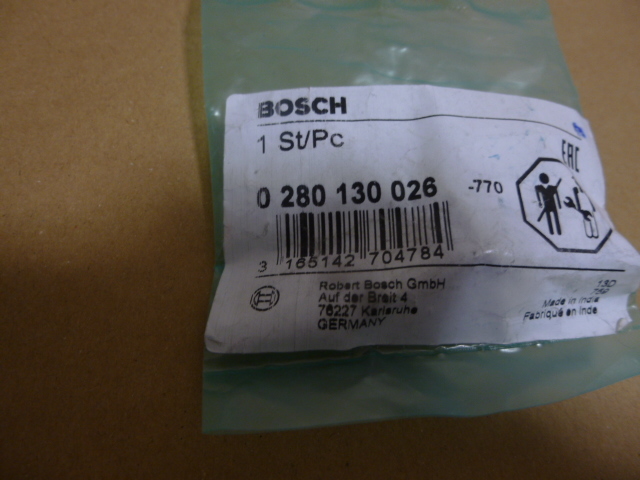 BOSCH
1 St/Pc
EAC
0 280 130 026 -770
3 165142 704784
Robert Bosch GmbH
Auf der Breit 4
76227 Karlsruhe
GERMANY
Made in India
Fabriqué en Inde